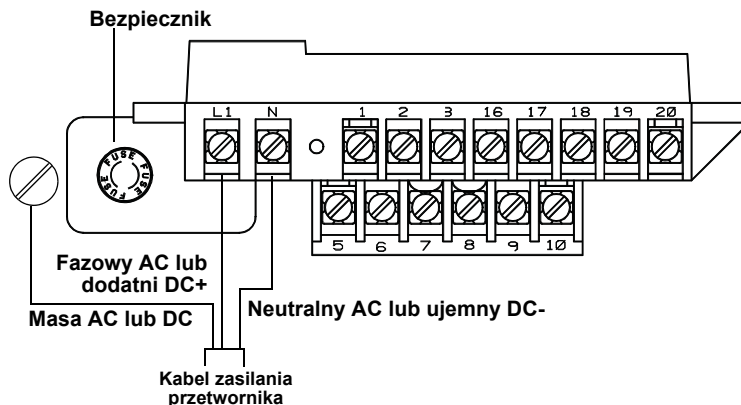 Bezpiecznik
L1 N 1 2 3 16 17 18 19 20
FUSE FUSE FUSE FUSE
5 6 7 8 9 10
Fazowy AC lub
dodatni DC+
Masa AC lub DC
Neutralny AC lub ujemny DC-
Kabel zasilania
przetwornika